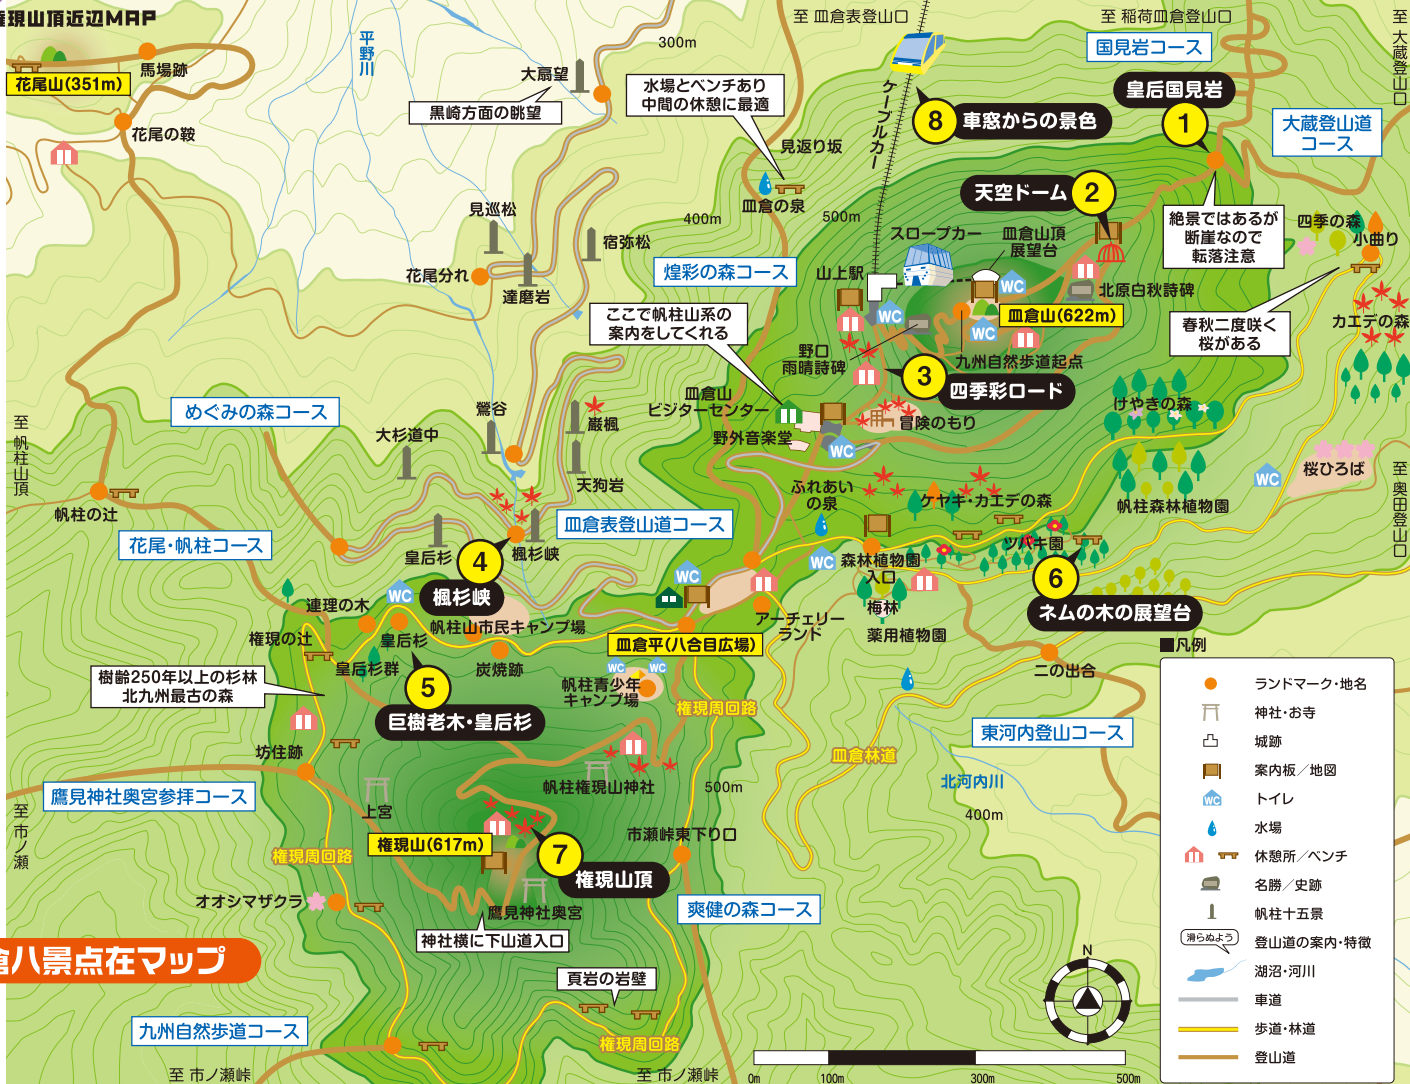 権現山頂近辺MAP
至 皿倉表登山口
至 稲荷皿倉登山口
至 大蔵登山口
平野川
300m
国見岩コース
花尾山(351m)
馬場跡
大扇望
黒崎方面の眺望
水場とベンチあり
中間の休憩に最適
ケーブルカー
8 車窓からの景色
皇后国見岩
1
大蔵登山道
コース
花尾の鞍
見返り坂
皿倉の泉
天空ドーム 2
絶景ではあるが
断崖なので
転落注意
四季の森
小曲り
400m
500m
見巡松
宿弥松
花尾分れ
達磨岩
煌彩の森コース
スロープカー
皿倉山頂
展望台
山上駅
WC
北原白秋詩碑
皿倉山(622m)
WC
WC
春秋二度咲く
桜がある
カエデの森
ここで帆柱山系の
案内をしてくれる
野口
雨晴詩碑
九州自然歩道起点
3 四季彩ロード
めぐみの森コース
鶯谷
大杉道中
巌楓
天狗岩
皿倉山
ビジターセンター
野外音楽堂
冒険のもり
WC
けやきの森
至 帆柱山頂
帆柱の辻
花尾・帆柱コース
皇后杉
楓杉峡
4
楓杉峡
皿倉表登山道コース
ふれあい
の泉
ケヤキ・カエデの森
帆柱森林植物園
WC
桜ひろば
至 奥田登山口
ツバキ園
6
ネムの木の展望台
森林植物園
入口
WC
梅林
薬用植物園
WC
アーチェリー
ランド
皿倉平(八合目広場)
連理の木
WC
権現の辻
皇后杉
皇后杉群
帆柱山市民キャンプ場
炭焼跡
5
巨樹老木・皇后杉
樹齢250年以上の杉林
北九州最古の森
WC
WC
帆柱青少年
キャンプ場
権現周回路
皿倉林道
二の出合
東河内登山コース
北河内川
400m
坊住跡
鷹見神社奥宮参拝コース
上宮
至 市ノ瀬
帆柱権現山神社
500m
権現山(617m)
7
権現山頂
市瀬峠東下り口
権現周回路
オオシマザクラ
鷹見神社奥宮
神社横に下山道入口
爽健の森コース
倉八景点在マップ
頁岩の岩壁
九州自然歩道コース
権現周回路
至 市ノ瀬峠
至 市ノ瀬峠
N
0m
100m
300m
500m
■凡例
ランドマーク・地名
神社・お寺
城跡
案内板／地図
WC トイレ
水場
休憩所／ベンチ
名勝／史跡
帆柱十五景
滑らぬよう 登山道の案内・特徴
湖沼・河川
車道
歩道・林道
登山道